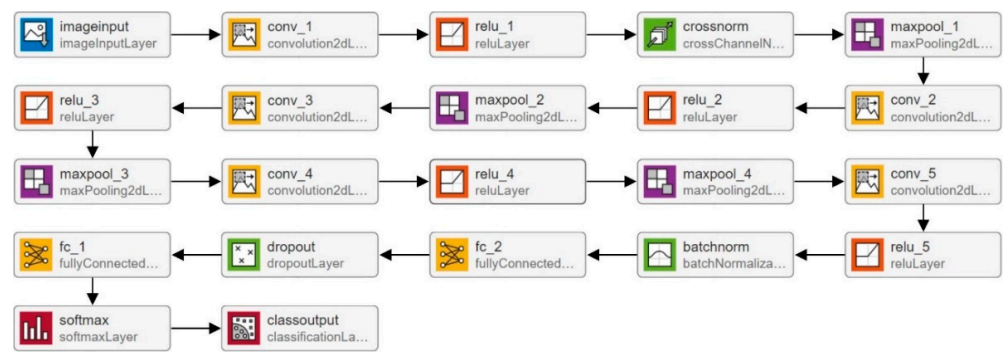 imageinput
imageInputLayer
conv_1
convolution2dL...
relu_1
reluLayer
crossnorm
crossChannelN...
maxpool_1
maxPooling2dL...
relu_3
reluLayer
conv_3
convolution2dL...
maxpool_2
maxPooling2dL...
relu_2
reluLayer
conv_2
convolution2dL...
maxpool_3
maxPooling2dL...
conv_4
convolution2dL...
relu_4
reluLayer
maxpool_4
maxPooling2dL...
conv_5
convolution2dL...
fc_1
fullyConnected...
dropout
dropoutLayer
fc_2
fullyConnected...
batchnorm
batchNormaliza...
relu_5
reluLayer
softmax
softmaxLayer
classoutput
classificationLa...